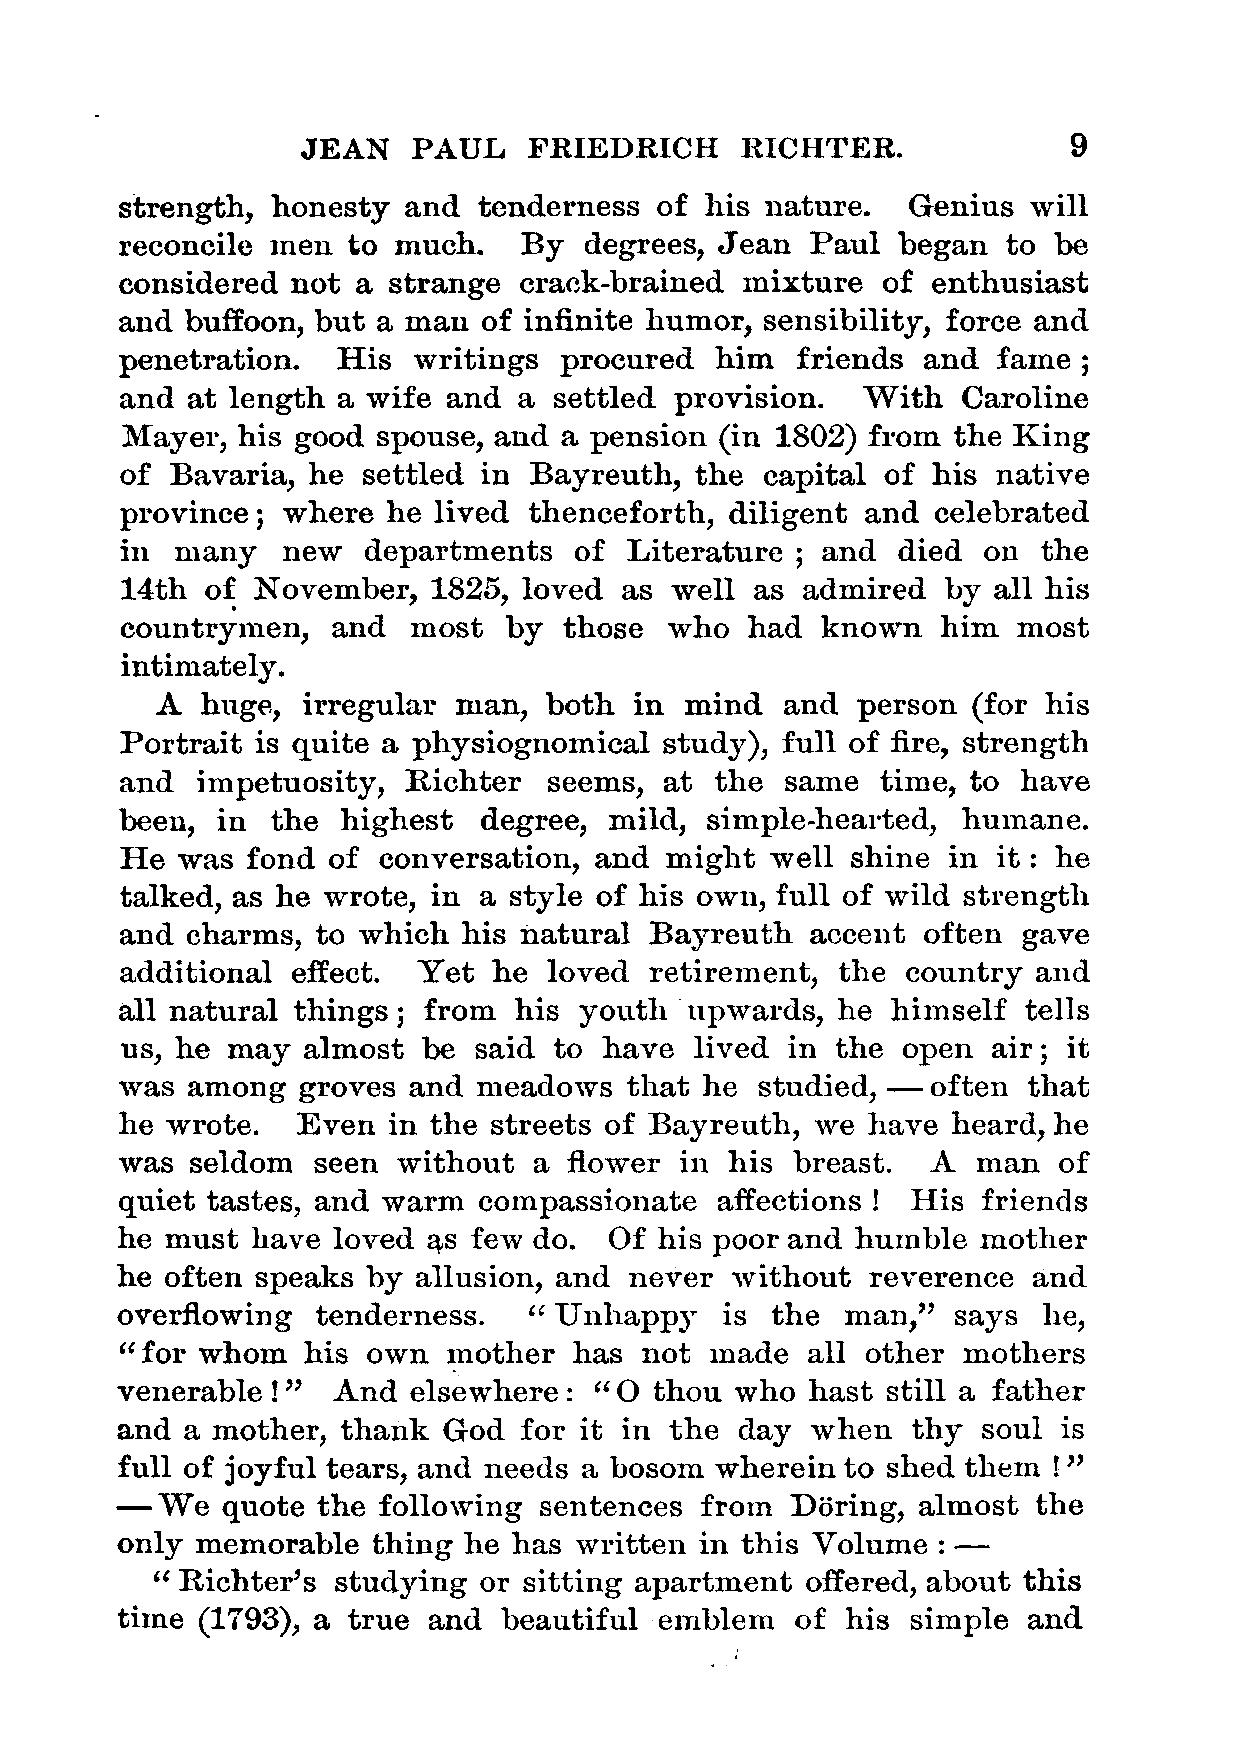 JEAN PAUL FRIEDRICH RICHTER. 9
strength, honesty and tenderness of his nature. Genius will
reconcile men to much. By degrees, Jean Paul began to be
considered not a strange crack-brained mixture of enthusiast
and buffoon, but a man of infinite humor, sensibility, force and
penetration. His writings procured him friends and fame ;
and at length a wife and a settled provision. With Caroline
Mayer, his good spouse, and a pension (in 1802) from the King
of Bavaria, he settled in Bayreuth, the capital of his native
province ; where he lived thenceforth, diligent and celebrated
in many new departments of Literature ; and died on the
14th of November, 1825, loved as well as admired by all his
countrymen, and most by those who had known him most
intimately.
A huge, irregular man, both in mind and person (for his
Portrait is quite a physiognomical study), full of fire, strength
and impetuosity, Richter seems, at the same time, to have
been, in the highest degree, mild, simple-hearted, humane.
He was fond of conversation, and might well shine in it : he
talked, as he wrote, in a style of his own, full of wild strength
and charms, to which his natural Bayreuth accent often gave
additional effect. Yet he loved retirement, the country and
all natural things ; from his youth upwards, he himself tells
us, he may almost be said to have lived in the open air ; it
was among groves and meadows that he studied, — often that
he wrote. Even in the streets of Bayreuth, we have heard, he
was seldom seen without a flower in his breast. A man of
quiet tastes, and warm compassionate affections ! His friends
he must have loved as few do. Of his poor and humble mother
he often speaks by allusion, and never without reverence and
overflowing tenderness. “ Unhappy is the man,” says he,
“for whom his own mother has not made all other mothers
venerable !” And elsewhere : “O thou who hast still a father
and a mother, thank God for it in the day when thy soul is
full of joyful tears, and needs a bosom wherein to shed them !”
— We quote the following sentences from Döring, almost the
only memorable thing he has written in this Volume : —
“ Richter’s studying or sitting apartment offered, about this
time (1793), a true and beautiful emblem of his simple and